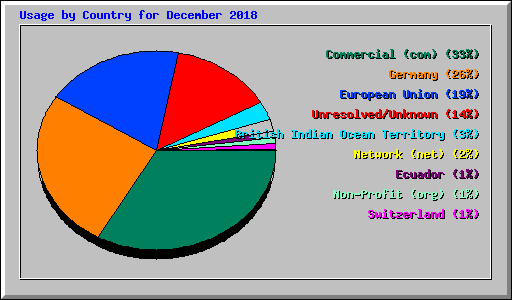 Usage by Country for December 2018
Commercial (com) (33%)
Germany (26%)
European Union (19%)
Unresolved/Unknown (14%)
British Indian Ocean Territory (3%)
Network (net) (2%)
Ecuador (1%)
Non-Profit (org) (1%)
Switzerland (1%)